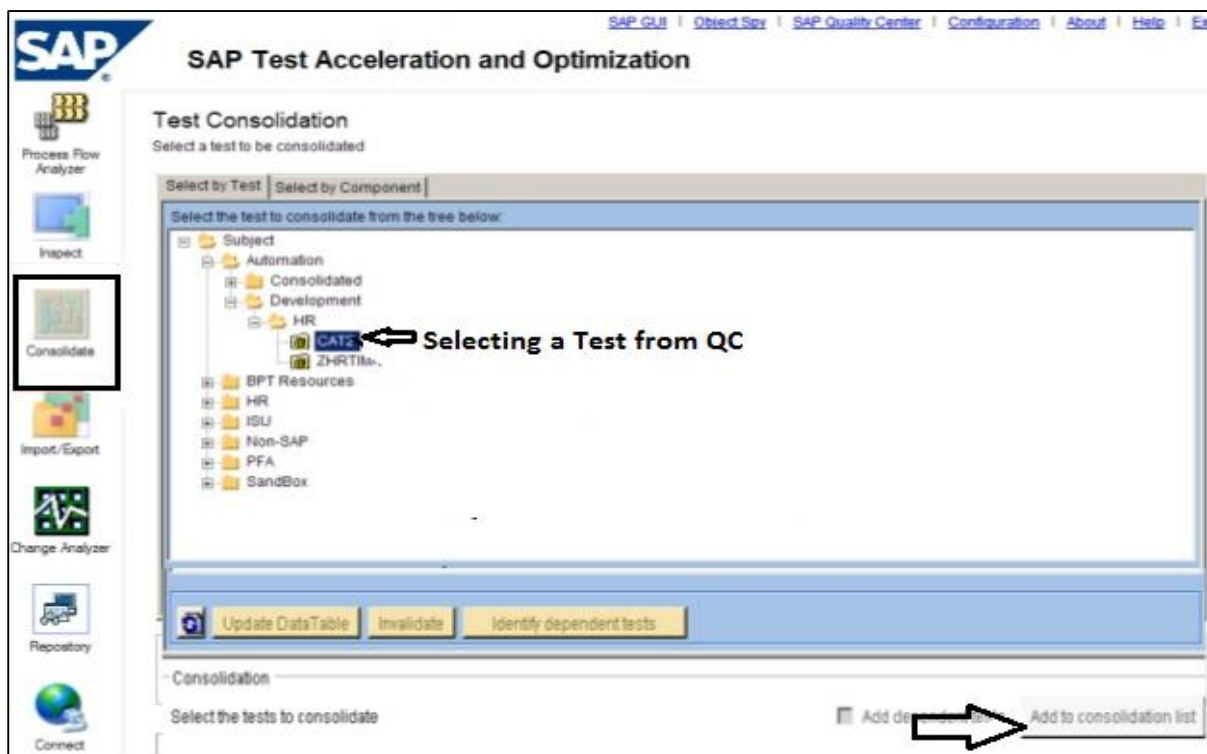 SAP GUI | Object Spy | SAP Quality Center | Configuration | About | Help |
SAP
SAP Test Acceleration and Optimization
Process Flow
Analyzer
Inspect
Consolidate
Import/Export
Change Analyzer
Repository
Connect
Test Consolidation
Select a test to be consolidated
Select by Test
Select by Component
Select the test to consolidate from the tree below:
Subject
Automation
Consolidated
Development
HR
Selecting a Test from QC
BPT Resources
HR
ISU
Non-SAP
PFA
SandBox
Update DataTable
Invalidate
Identify dependent tests
Consolidation
Select the tests to consolidate
Add
Add to consolidation list